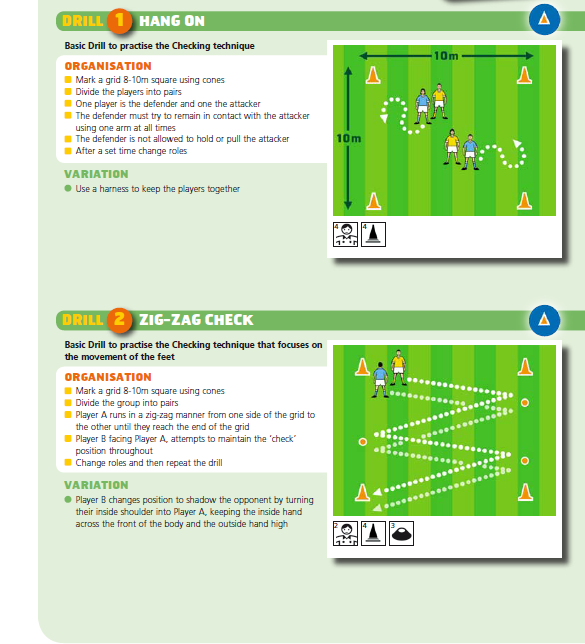 DRILL 1 HANG ON
Basic Drill to practise the Checking technique
ORGANISATION
Mark a grid 8-10m square using cones
Divide the players into pairs
One player is the defender and one the attacker
The defender must try to remain in contact with the attacker
using one arm at all times
The defender is not allowed to hold or pull the attacker
After a set time change roles
VARIATION
Use a harness to keep the players together
10m
10m
4
4
DRILL 2 ZIG-ZAG CHECK
Basic Drill to practise the Checking technique that focuses on
the movement of the feet
ORGANISATION
Mark a grid 8-10m square using cones
Divide the group into pairs
Player A runs in a zig-zag manner from one side of the grid to
the other until they reach the end of the grid
Player B facing Player A, attempts to maintain the ‘check’
position throughout
Change roles and then repeat the drill
VARIATION
Player B changes position to shadow the opponent by turning
their inside shoulder into Player A, keeping the inside hand
across the front of the body and the outside hand high
2
4
3